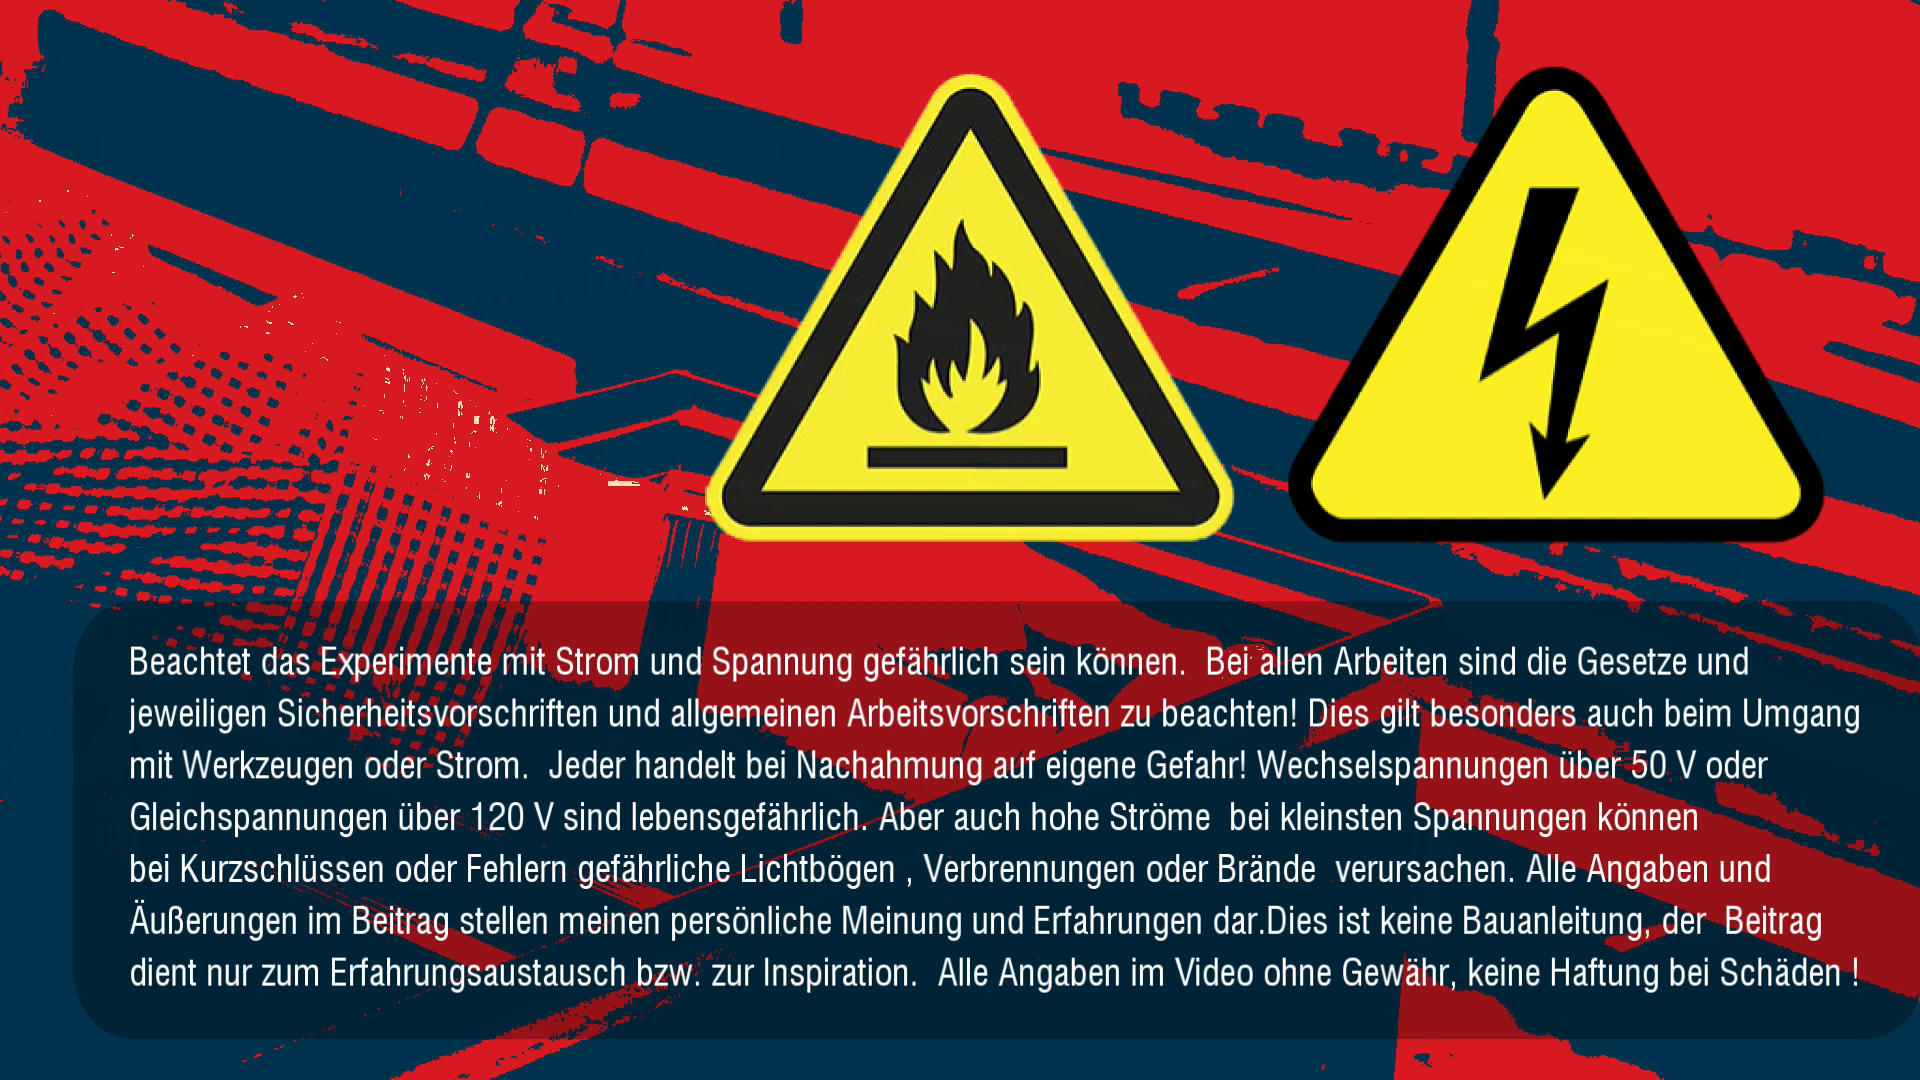 Beachtet das Experimente mit Strom und Spannung gefährlich sein können.  Bei allen Arbeiten sind die Gesetze und
jeweiligen Sicherheitsvorschriften und allgemeinen Arbeitsvorschriften zu beachten! Dies gilt besonders auch beim Umgang
mit Werkzeugen oder Strom.  Jeder handelt bei Nachahmung auf eigene Gefahr! Wechselspannungen über 50 V oder
Gleichspannungen über 120 V sind lebensgefährlich. Aber auch hohe Ströme  bei kleinsten Spannungen können
bei Kurzschlüssen oder Fehlern gefährliche Lichtbögen , Verbrennungen oder Brände  verursachen. Alle Angaben und
Äußerungen im Beitrag stellen meinen persönliche Meinung und Erfahrungen dar.Dies ist keine Bauanleitung, der  Beitrag
dient nur zum Erfahrungsaustausch bzw. zur Inspiration.  Alle Angaben im Video ohne Gewähr, keine Haftung bei Schäden !